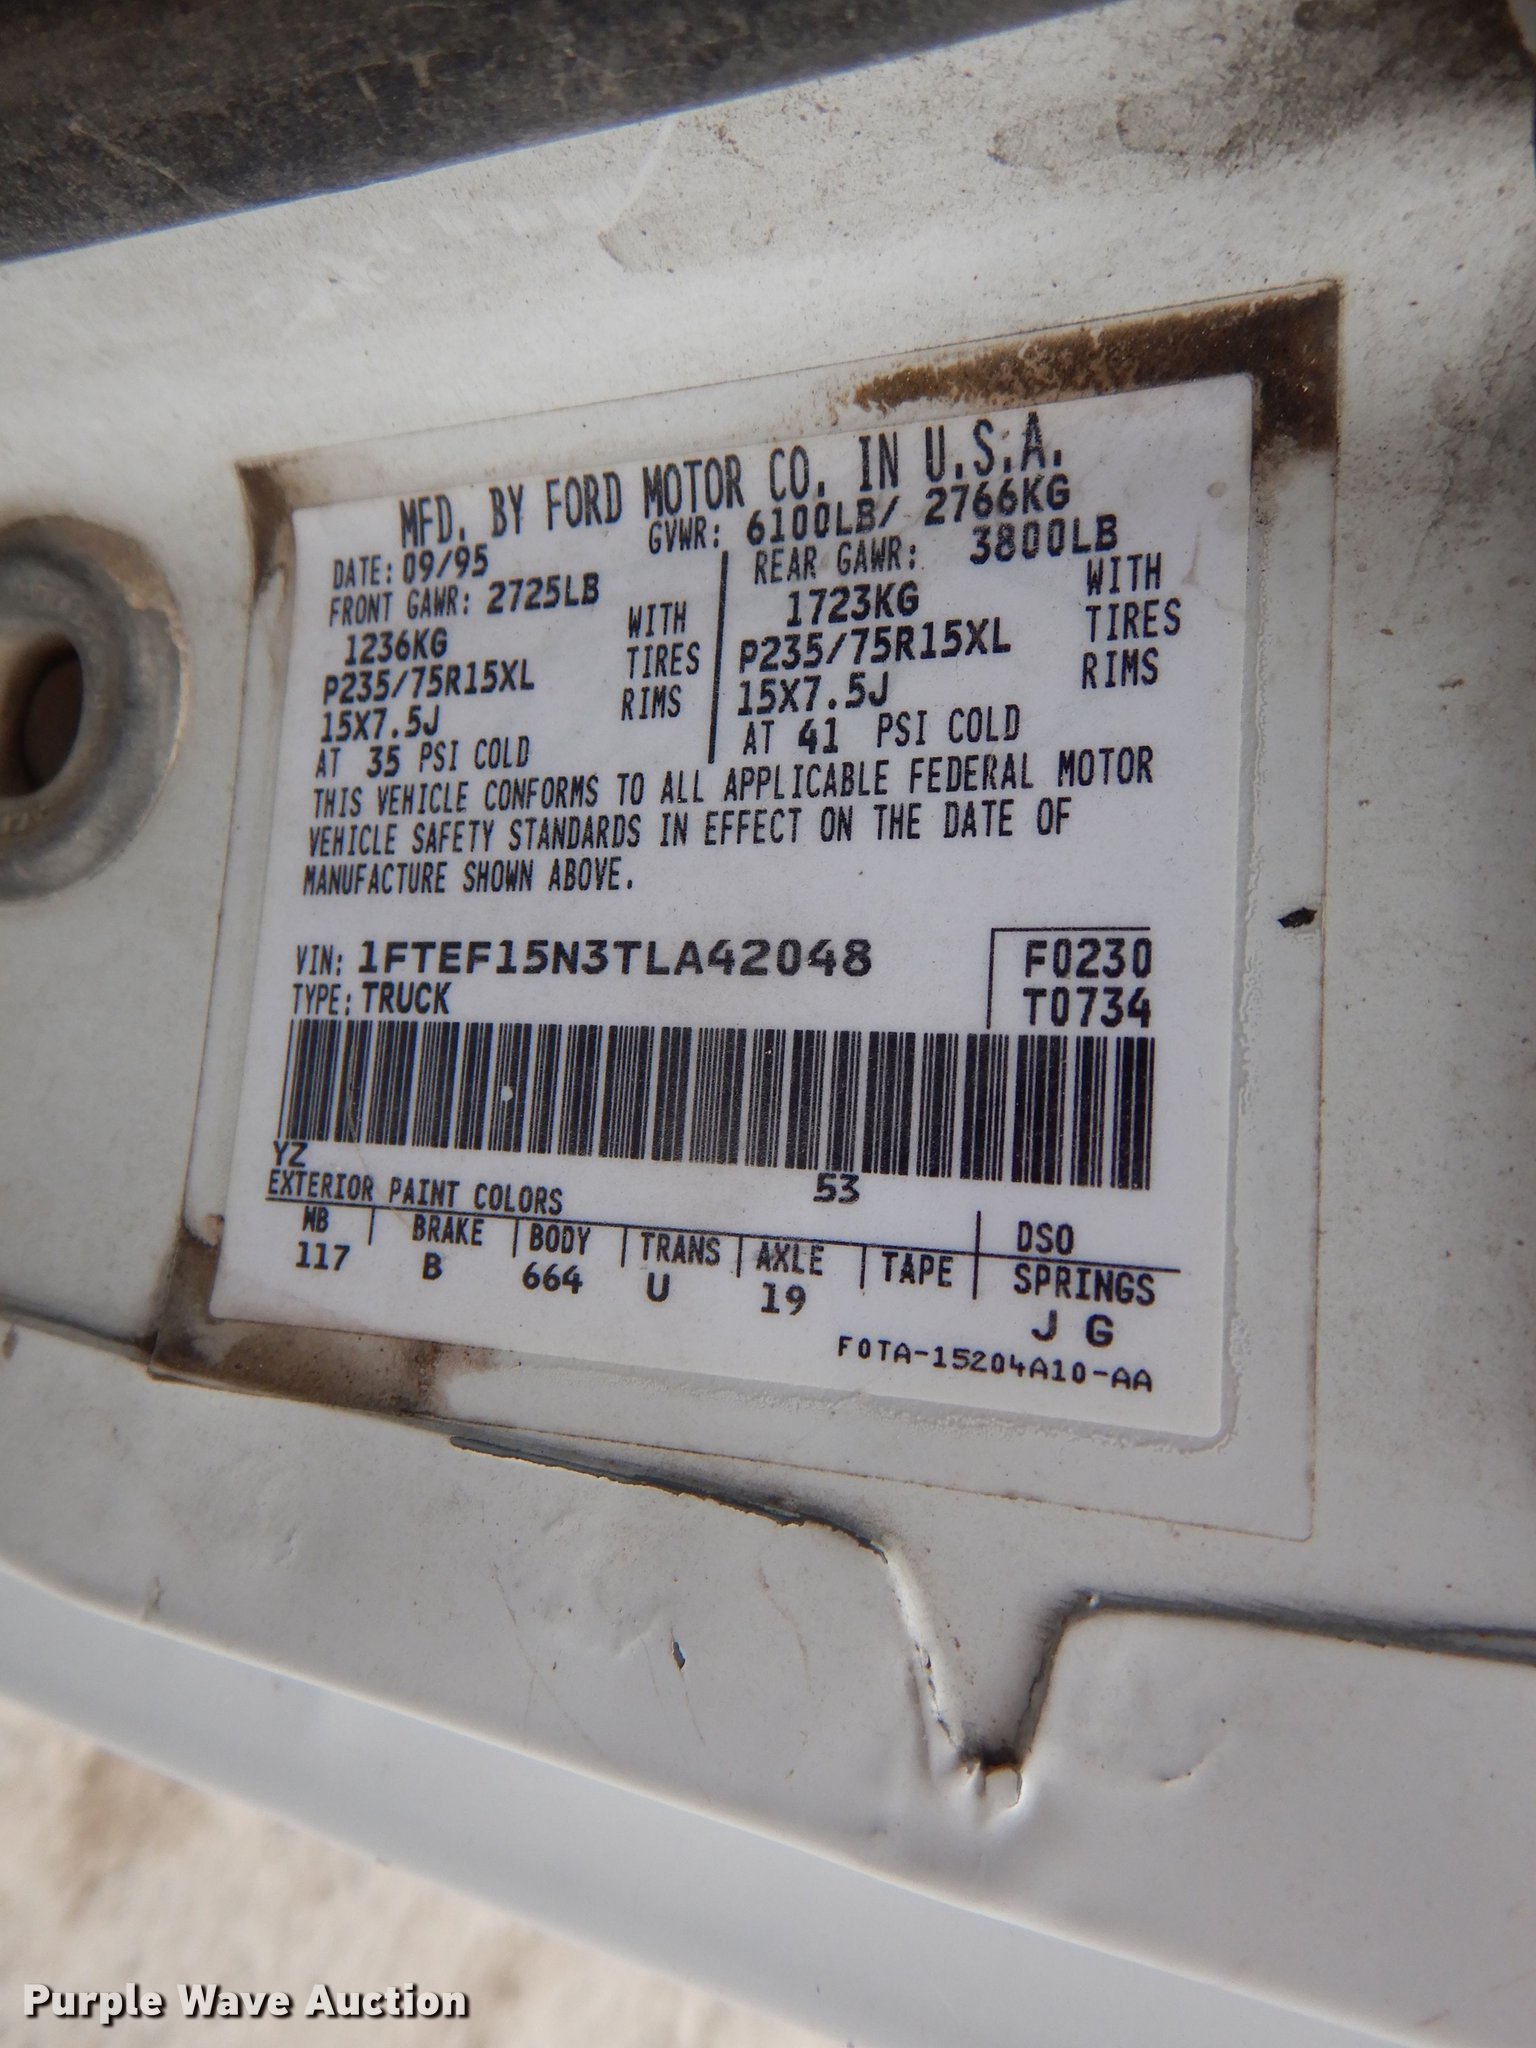 MFD. BY FORD MOTOR CO. IN U.S.A.
DATE: 09/95 GVWR: 6100LB/ 2766KG
FRONT GAWR: 2725LB REAR GAWR: 3800LB
1236KG WITH 1723KG WITH
P235/75R15XL TIRES P235/75R15XL TIRES
15X7.5J RIMS 15X7.5J RIMS
AT 35 PSI COLD AT 41 PSI COLD
THIS VEHICLE CONFORMS TO ALL APPLICABLE FEDERAL MOTOR
VEHICLE SAFETY STANDARDS IN EFFECT ON THE DATE OF
MANUFACTURE SHOWN ABOVE.
VIN: 1FTEF15N3TLA42048 F0230
TYPE: TRUCK T0734
YZ 53
EXTERIOR PAINT COLORS DSO
WB BRAKE BODY TRANS AXLE TAPE SPRINGS
117 B 664 U 19 J G
F0TA-15204A10-AA
Purple Wave Auction